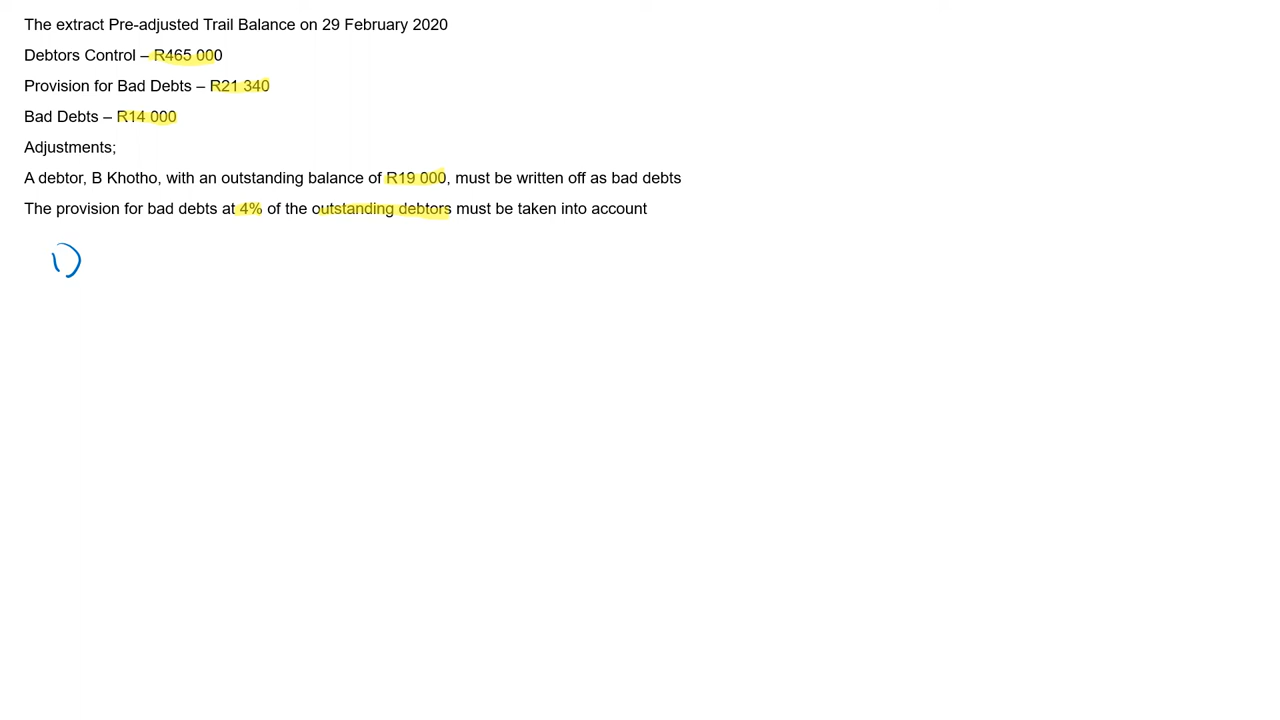 The extract Pre-adjusted Trail Balance on 29 February 2020
Debtors Control – R465 000
Provision for Bad Debts – R21 340
Bad Debts – R14 000
Adjustments;
A debtor, B Khotho, with an outstanding balance of R19 000, must be written off as bad debts
The provision for bad debts at 4% of the outstanding debtors must be taken into account
1)